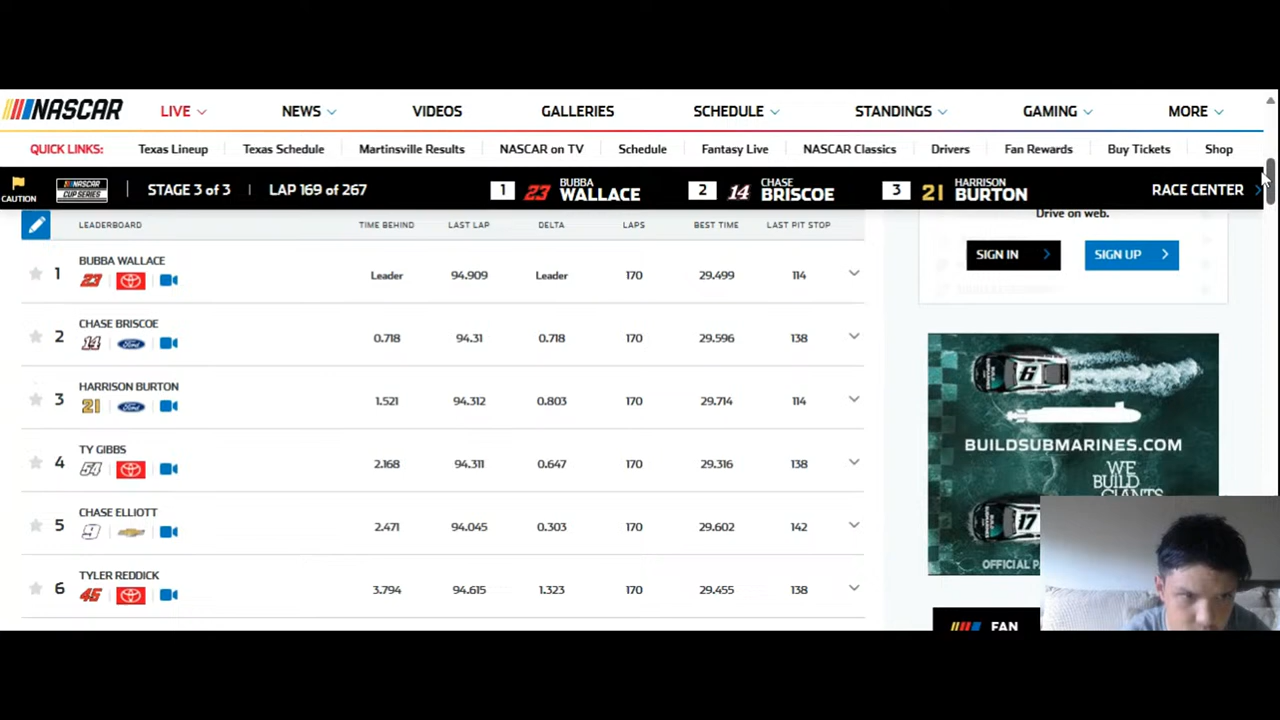 NASCAR LIVE NEWS VIDEOS GALLERIES SCHEDULE STANDINGS GAMING MORE
QUICK LINKS: Texas Lineup Texas Schedule Martinsville Results NASCAR on TV Schedule Fantasy Live NASCAR Classics Drivers Fan Rewards Buy Tickets Shop
CAUTION NASCAR CUP SERIES STAGE 3 of 3 LAP 169 of 267 1 23 BUBBA WALLACE 2 14 CHASE BRISCOE 3 21 HARRISON BURTON RACE CENTER
LEADERBOARD TIME BEHIND LAST LAP DELTA LAPS BEST TIME LAST PIT STOP
1 BUBBA WALLACE 23 Leader 94.909 Leader 170 29.499 114
2 CHASE BRISCOE 14 0.718 94.31 0.718 170 29.596 138
3 HARRISON BURTON 21 1.521 94.312 0.803 170 29.714 114
4 TY GIBBS 54 2.168 94.311 0.647 170 29.316 138
5 CHASE ELLIOTT 9 2.471 94.045 0.303 170 29.602 142
6 TYLER REDDICK 45 3.794 94.615 1.323 170 29.455 138
Drive on web.
SIGN IN SIGN UP
6
BUILDSUBMARINES.COM
WE
BUILD
GIANTS
17
OFFICIAL
FAN